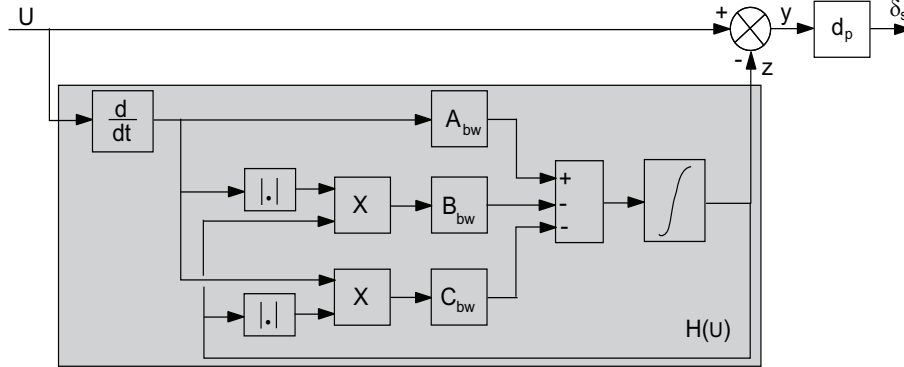 U
+
y
d_p
δ_s
-
z
d
dt
A_bw
|.|
X
B_bw
+
-
-
∫
|.|
X
C_bw
H(U)